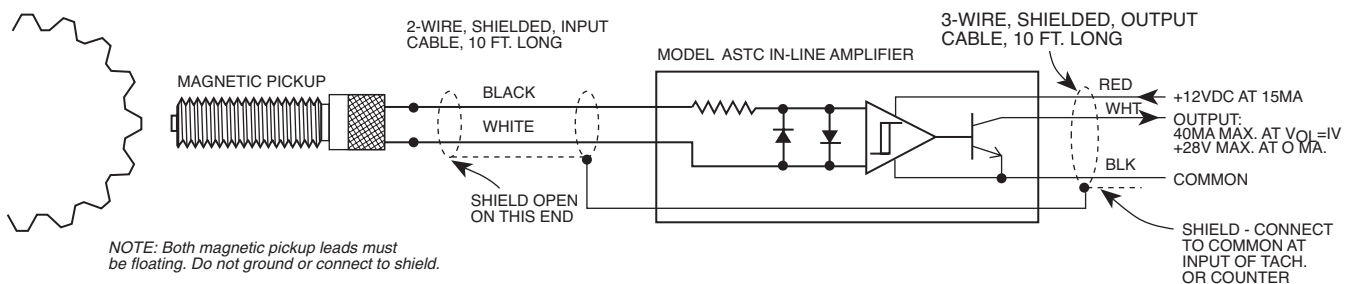 2-WIRE, SHIELDED, INPUT
CABLE, 10 FT. LONG
3-WIRE, SHIELDED, OUTPUT
CABLE, 10 FT. LONG
MODEL ASTC IN-LINE AMPLIFIER
MAGNETIC PICKUP
BLACK
WHITE
RED
+12VDC AT 15MA
WHT
OUTPUT:
40MA MAX. AT VOL=IV
+28V MAX. AT O MA.
BLK
COMMON
SHIELD OPEN
ON THIS END
SHIELD - CONNECT
TO COMMON AT
INPUT OF TACH.
OR COUNTER
NOTE: Both magnetic pickup leads must
be floating. Do not ground or connect to shield.